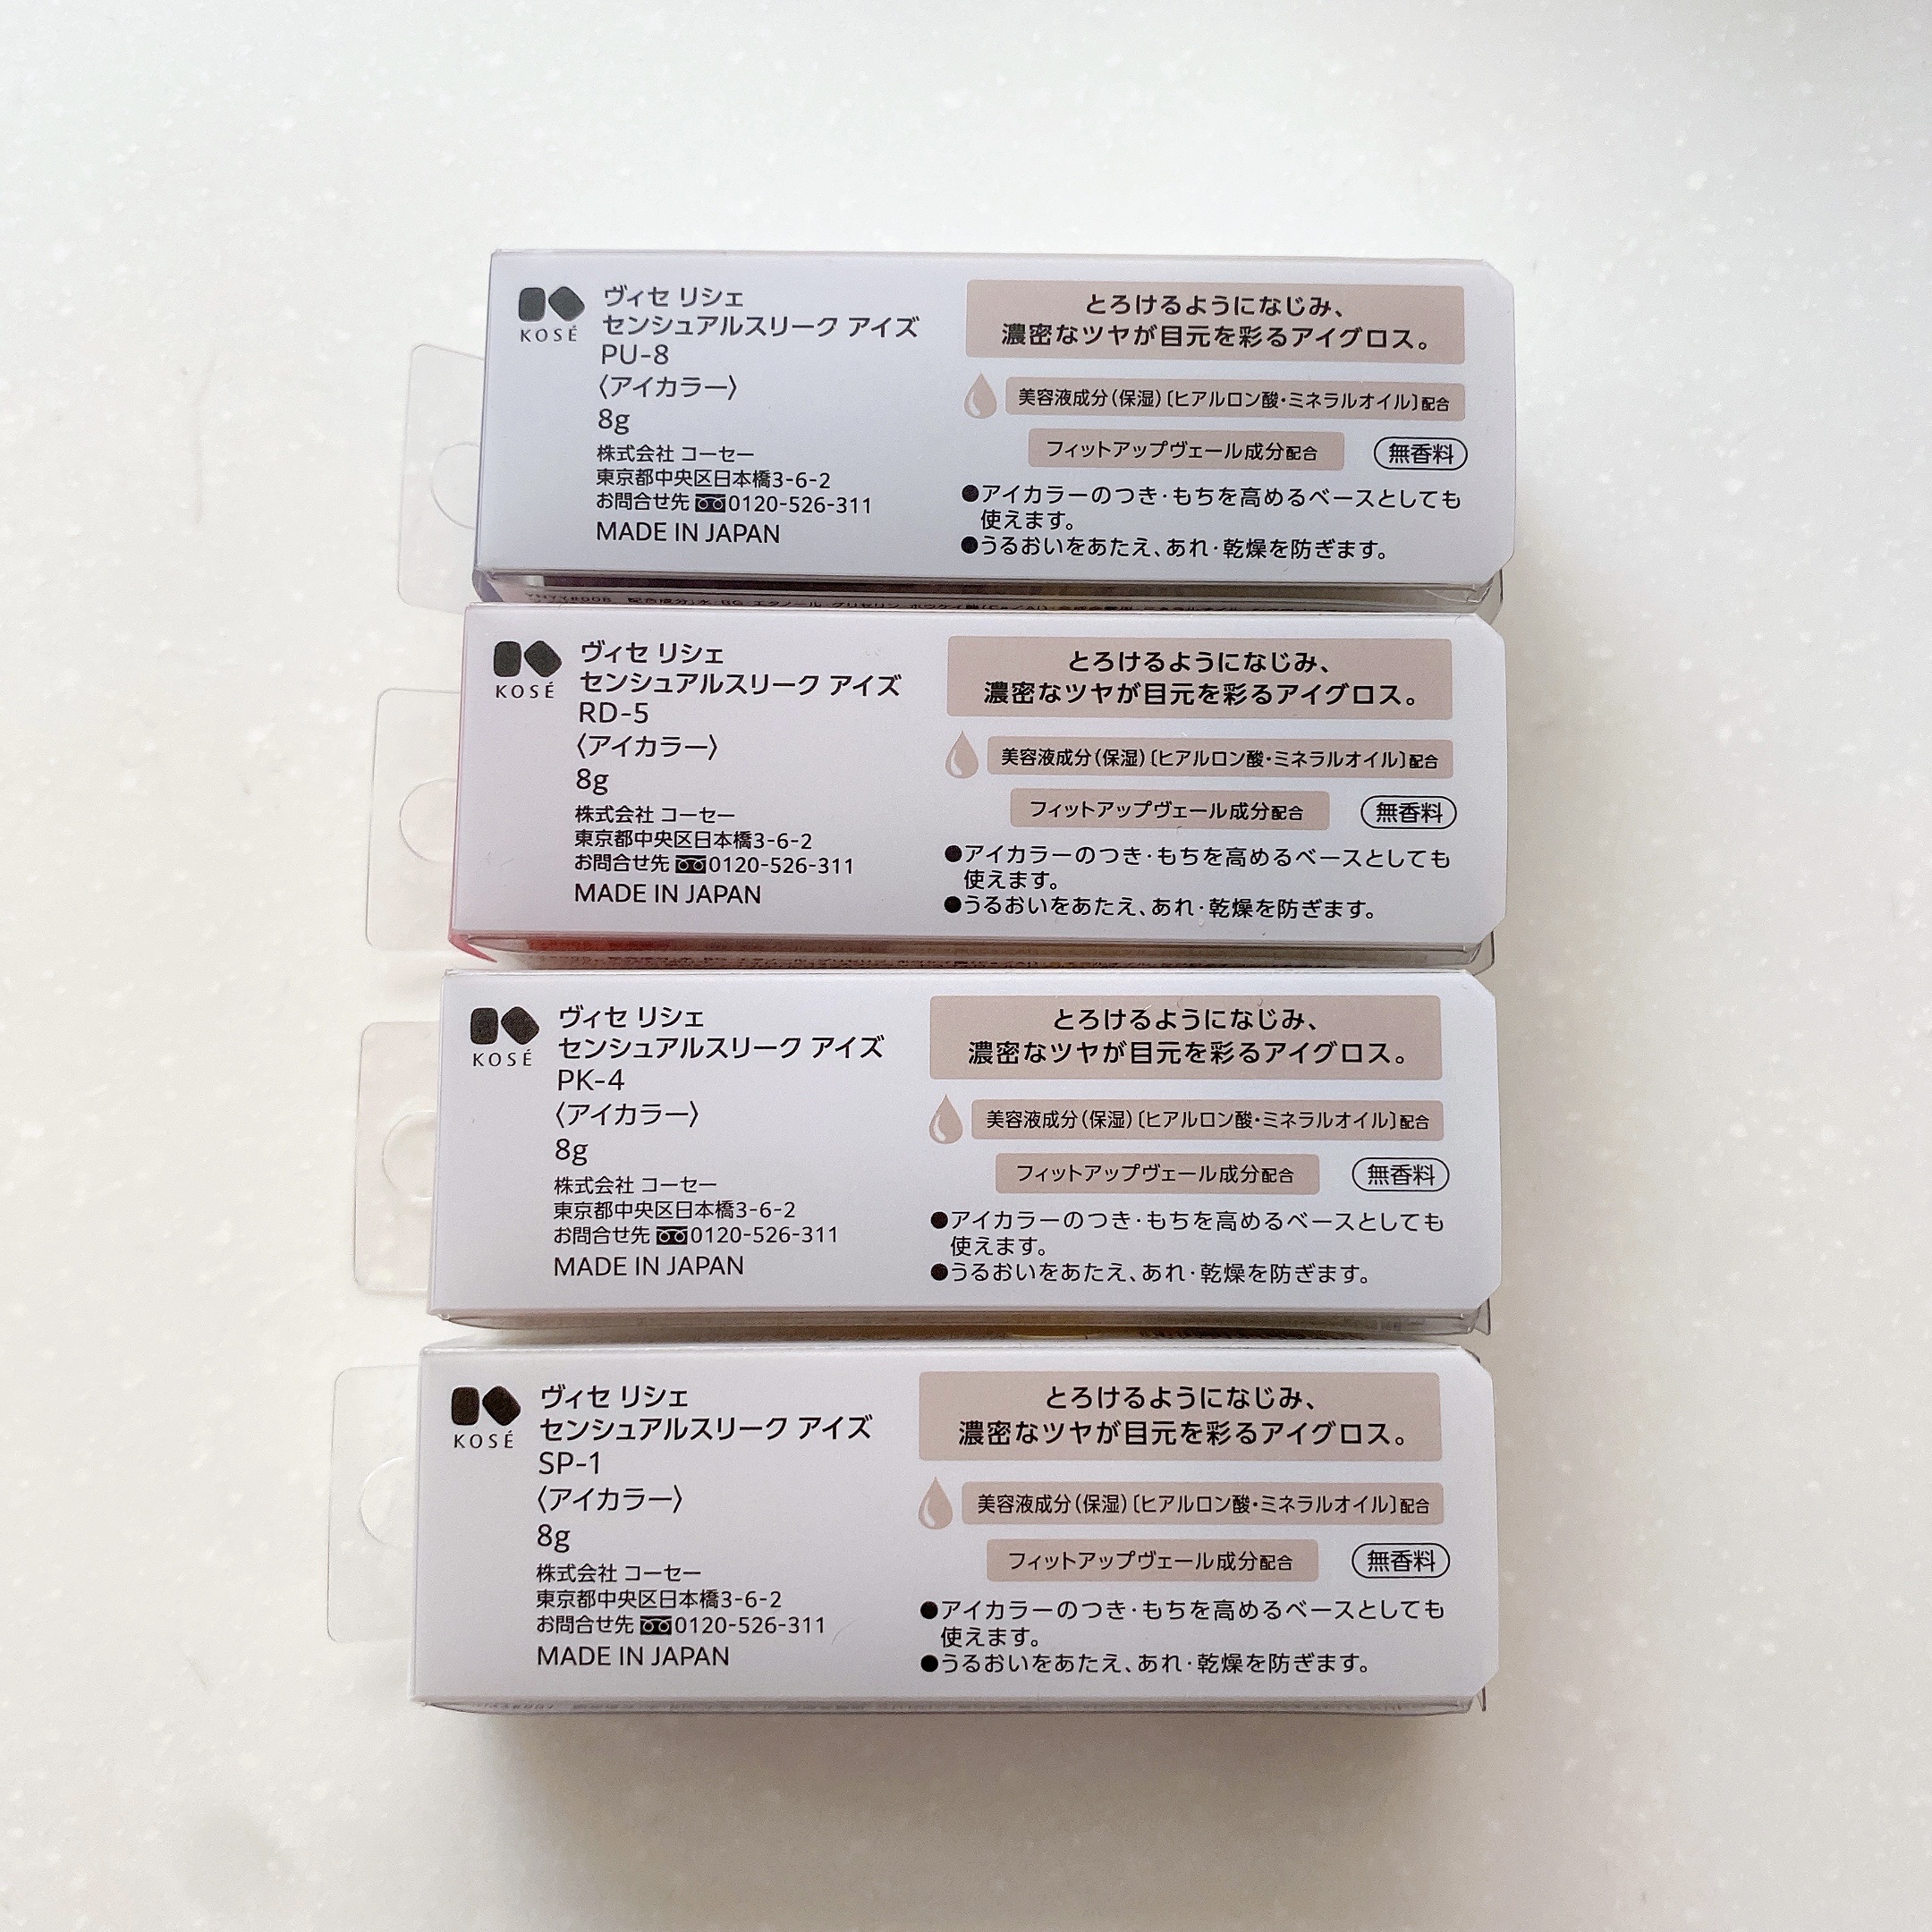 KOSÉ
ヴィセ リシェ
センシュアルスリーク アイズ
PU-8
〈アイカラー〉
8g
株式会社 コーセー
東京都中央区日本橋3-6-2
お問合せ先 0120-526-311
MADE IN JAPAN
とろけるようになじみ、
濃密なツヤが目元を彩るアイグロス。
美容液成分(保湿)〔ヒアルロン酸・ミネラルオイル〕配合
フィットアップヴェール成分配合
無香料
●アイカラーのつき・もちを高めるベースとしても
使えます。
●うるおいをあたえ、あれ・乾燥を防ぎます。
KOSÉ
ヴィセ リシェ
センシュアルスリーク アイズ
RD-5
〈アイカラー〉
8g
株式会社 コーセー
東京都中央区日本橋3-6-2
お問合せ先 0120-526-311
MADE IN JAPAN
とろけるようになじみ、
濃密なツヤが目元を彩るアイグロス。
美容液成分(保湿)〔ヒアルロン酸・ミネラルオイル〕配合
フィットアップヴェール成分配合
無香料
●アイカラーのつき・もちを高めるベースとしても
使えます。
●うるおいをあたえ、あれ・乾燥を防ぎます。
KOSÉ
ヴィセ リシェ
センシュアルスリーク アイズ
PK-4
〈アイカラー〉
8g
株式会社 コーセー
東京都中央区日本橋3-6-2
お問合せ先 0120-526-311
MADE IN JAPAN
とろけるようになじみ、
濃密なツヤが目元を彩るアイグロス。
美容液成分(保湿)〔ヒアルロン酸・ミネラルオイル〕配合
フィットアップヴェール成分配合
無香料
●アイカラーのつき・もちを高めるベースとしても
使えます。
●うるおいをあたえ、あれ・乾燥を防ぎます。
KOSÉ
ヴィセ リシェ
センシュアルスリーク アイズ
SP-1
〈アイカラー〉
8g
株式会社 コーセー
東京都中央区日本橋3-6-2
お問合せ先 0120-526-311
MADE IN JAPAN
とろけるようになじみ、
濃密なツヤが目元を彩るアイグロス。
美容液成分(保湿)〔ヒアルロン酸・ミネラルオイル〕配合
フィットアップヴェール成分配合
無香料
●アイカラーのつき・もちを高めるベースとしても
使えます。
●うるおいをあたえ、あれ・乾燥を防ぎます。